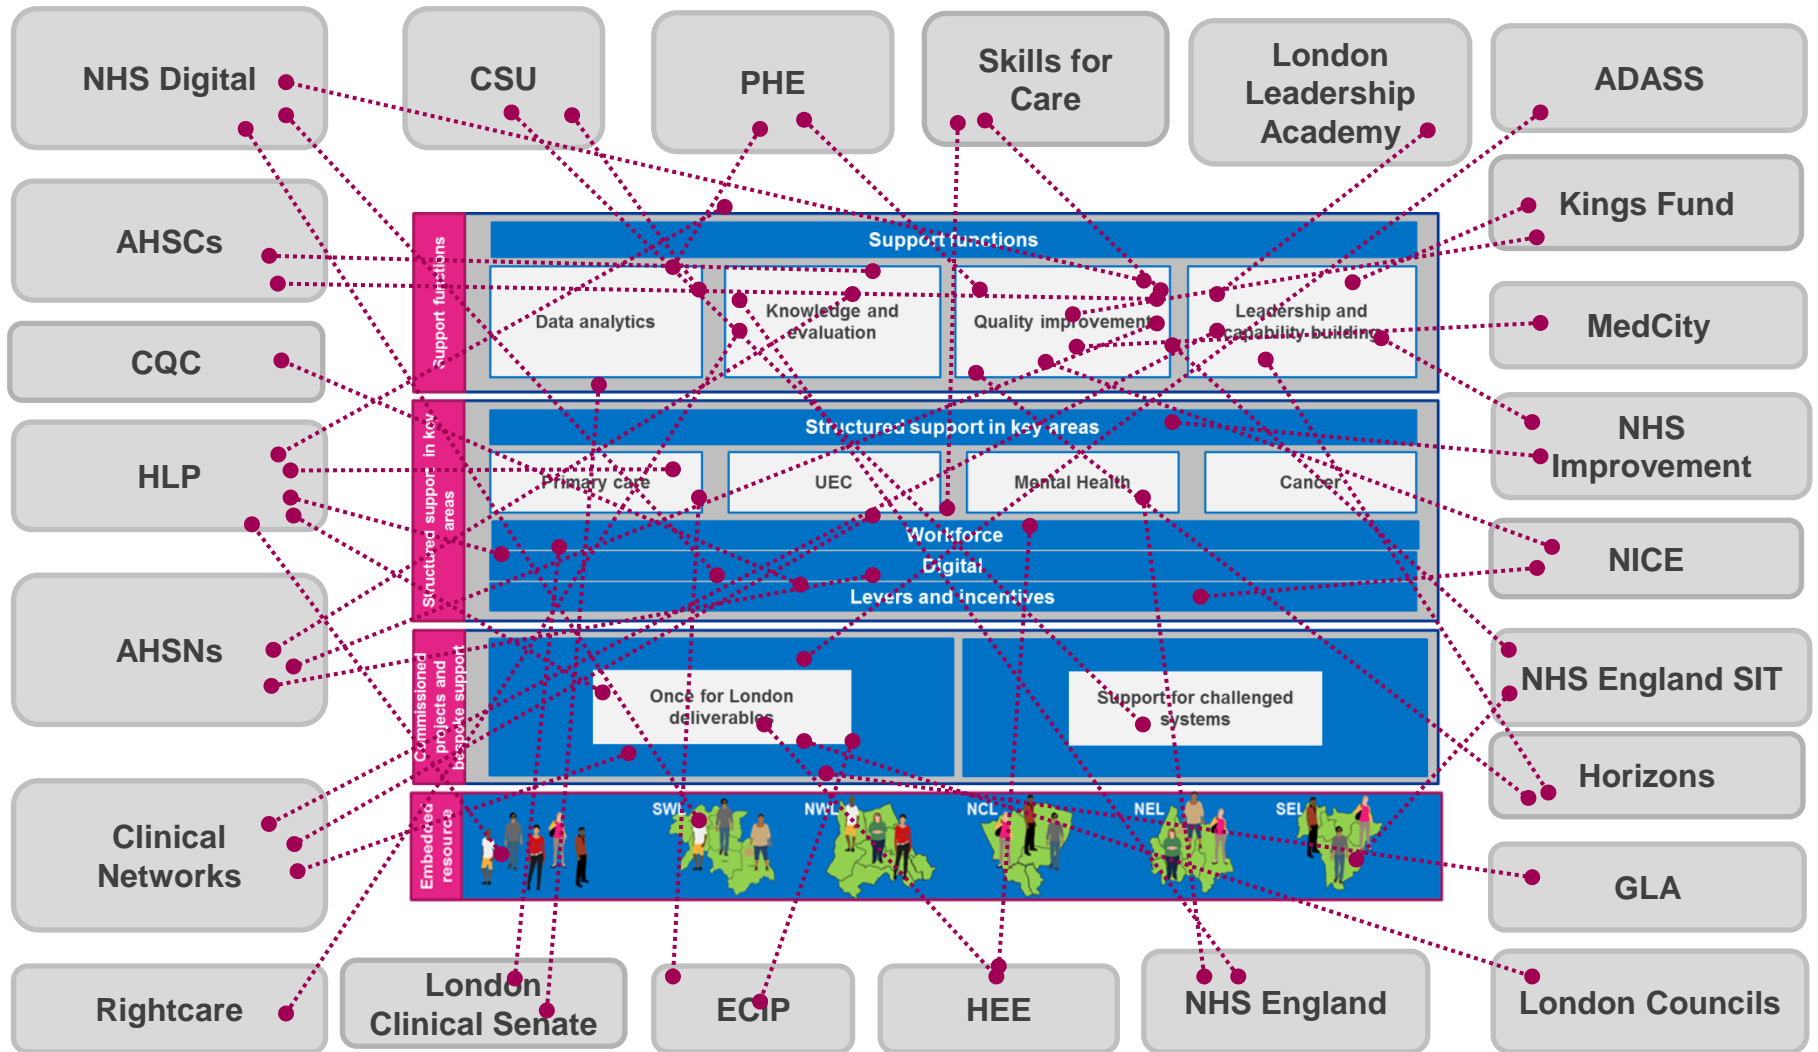 NHS Digital
CSU
PHE
Skills for
Care
London
Leadership
Academy
ADASS
AHSCs
Kings Fund
CQC
MedCity
HLP
NHS
Improvement
AHSNs
NICE
NHS England SIT
Clinical
Networks
Horizons
GLA
Rightcare
London
Clinical Senate
ECIP
HEE
NHS England
London Councils
Support functions
Support functions
Data analytics
Knowledge and
evaluation
Quality improvement
Leadership and
capability building
Structured support in key
areas
Structured support in key areas
Primary care
UEC
Mental Health
Cancer
Workforce
Digital
Levers and incentives
Commissioned
projects and
bespoke support
Once for London
deliverables
Support for challenged
systems
Embedded
resource
SWL
NWL
NCL
NEL
SEL